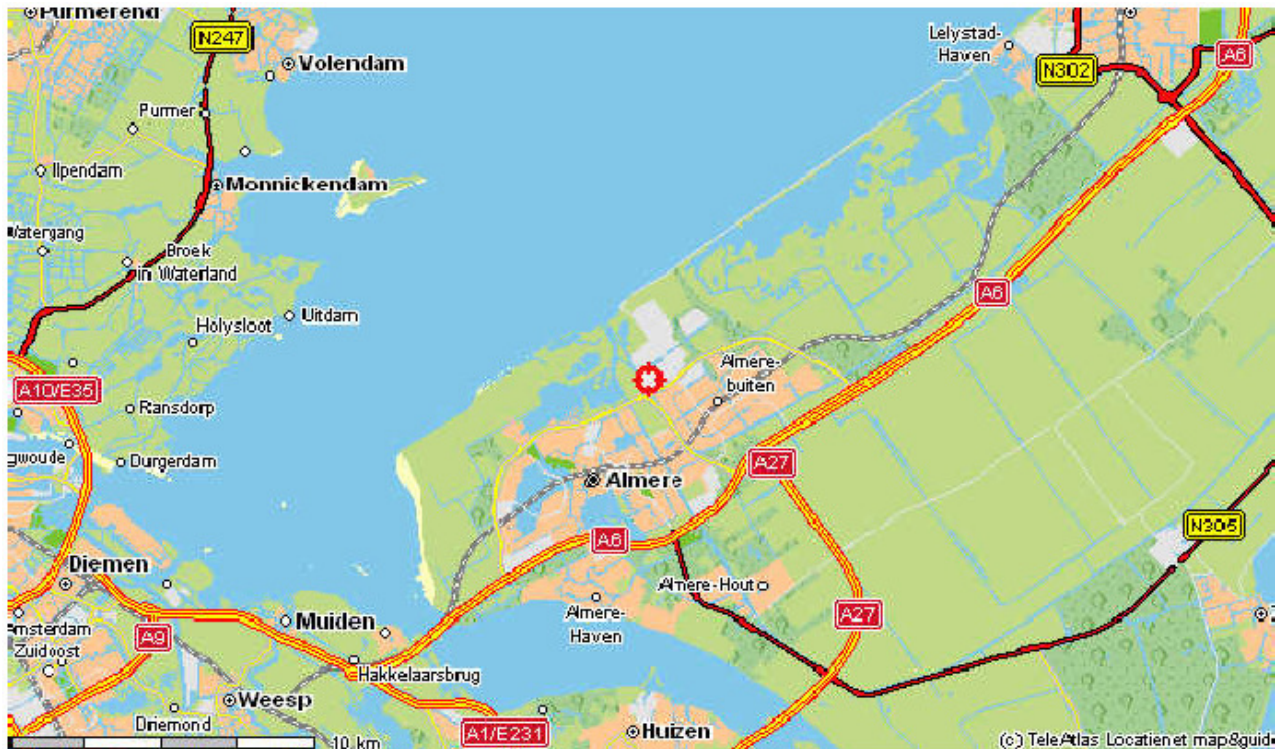 Purmerend
N247
Volendam
Lelystad-
Haven
N302
A6
Purmer
Ilpendam
Monnickendam
Watergang
Broek
in Waterland
A6
Uitdam
Holysloot
Almere-
buiten
A10/E35
Ransdorp
gwoude
Durgerdam
A27
Almere
N305
A6
Diemen
Almere-Hout
Almere-
Haven
A27
Muiden
Amsterdam
Zuidoost
A9
Hakkelaarsbrug
Weesp
Driemond
A1/E231
Huizen
10 km
(c) TeleAtlas Locatienet map&guide